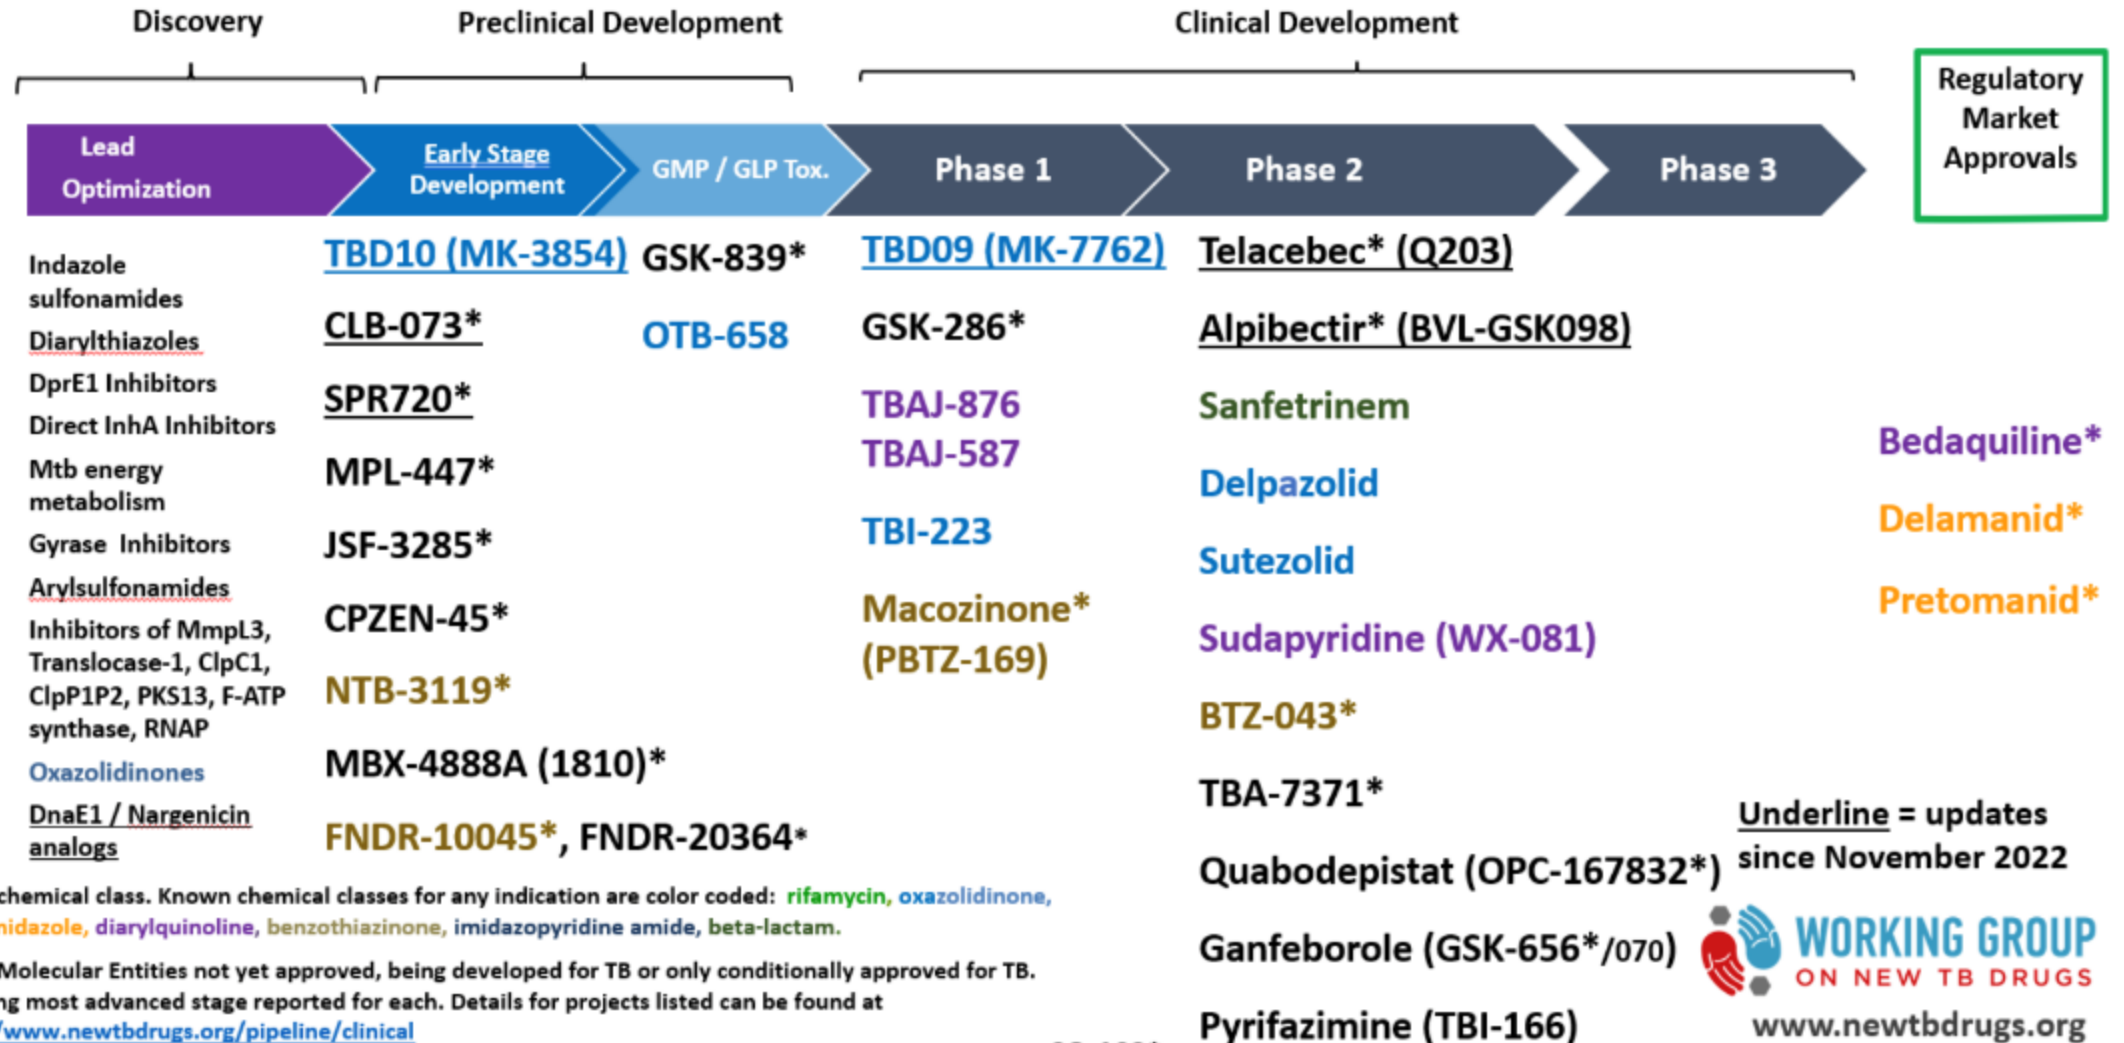 Discovery
Preclinical Development
Clinical Development
Regulatory
Market
Approvals
Lead
Optimization
Early Stage
Development
GMP / GLP Tox.
Phase 1
Phase 2
Phase 3
Indazole
sulfonamides
Diarylthiazoles
DprE1 Inhibitors
Direct InhA Inhibitors
Mtb energy
metabolism
Gyrase Inhibitors
Arylsulfonamides
Inhibitors of MmpL3,
Translocase-1, ClpC1,
ClpP1P2, PKS13, F-ATP
synthase, RNAP
Oxazolidinones
DnaE1 / Nargenicin
analogs
TBD10 (MK-3854)
CLB-073*
SPR720*
MPL-447*
JSF-3285*
CPZEN-45*
NTB-3119*
MBX-4888A (1810)*
FNDR-10045*, FNDR-20364*
GSK-839*
OTB-658
TBD09 (MK-7762)
GSK-286*
TBAJ-876
TBAJ-587
TBI-223
Macozinone*
(PBTZ-169)
Telacebec* (Q203)
Alpibectir* (BVL-GSK098)
Sanfetrinem
Delpazolid
Sutezolid
Sudapyridine (WX-081)
BTZ-043*
TBA-7371*
Quabodepistat (OPC-167832*)
Ganfeborole (GSK-656*/070)
Pyrifazimine (TBI-166)
Bedaquiline*
Delamanid*
Pretomanid*
Underline = updates
since November 2022
chemical class. Known chemical classes for any indication are color coded: rifamycin, oxazolidinone,
diarylquinoline, benzothiazinone, imidazopyridine amide, beta-lactam.
Molecular Entities not yet approved, being developed for TB or only conditionally approved for TB.
most advanced stage reported for each. Details for projects listed can be found at
/www.newtbdrugs.org/pipeline/clinical
WORKING GROUP
ON NEW TB DRUGS
www.newtbdrugs.org